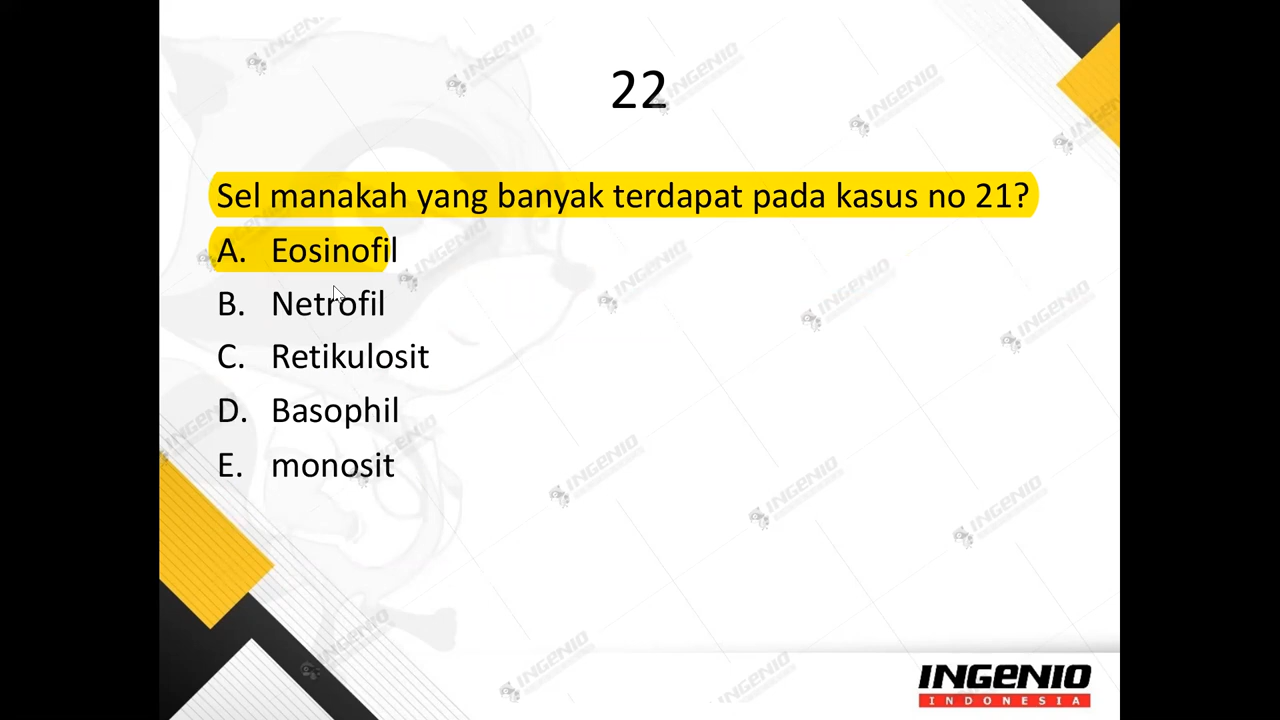 22
Sel manakah yang banyak terdapat pada kasus no 21?
A. Eosinofil
B. Netrofil
C. Retikulosit
D. Basophil
E. monosit
INGENIO
INDONESIA